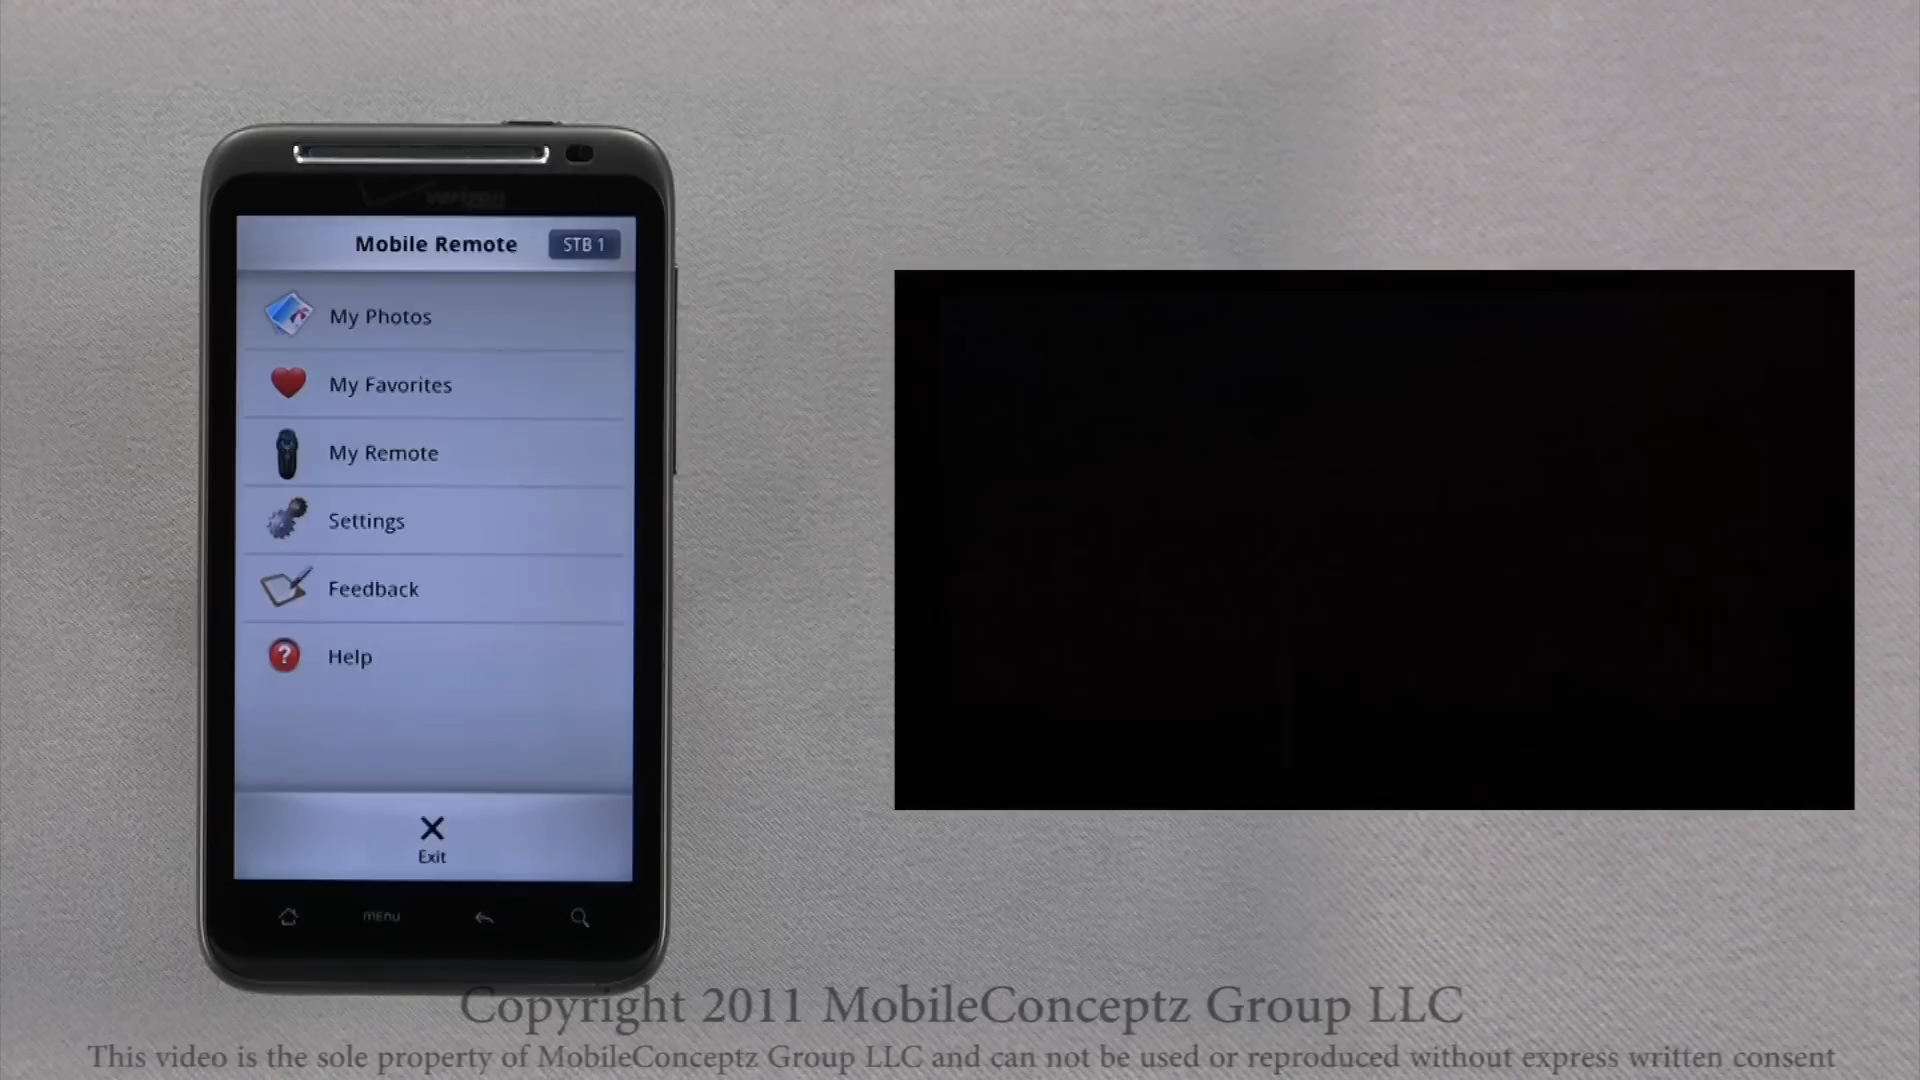 verizon
Mobile Remote
STB 1
My Photos
My Favorites
My Remote
Settings
Feedback
? Help
Exit
MENU
Copyright 2011 MobileConceptz Group LLC
This video is the sole property of MobileConceptz Group LLC and can not be used or reproduced without express written consent